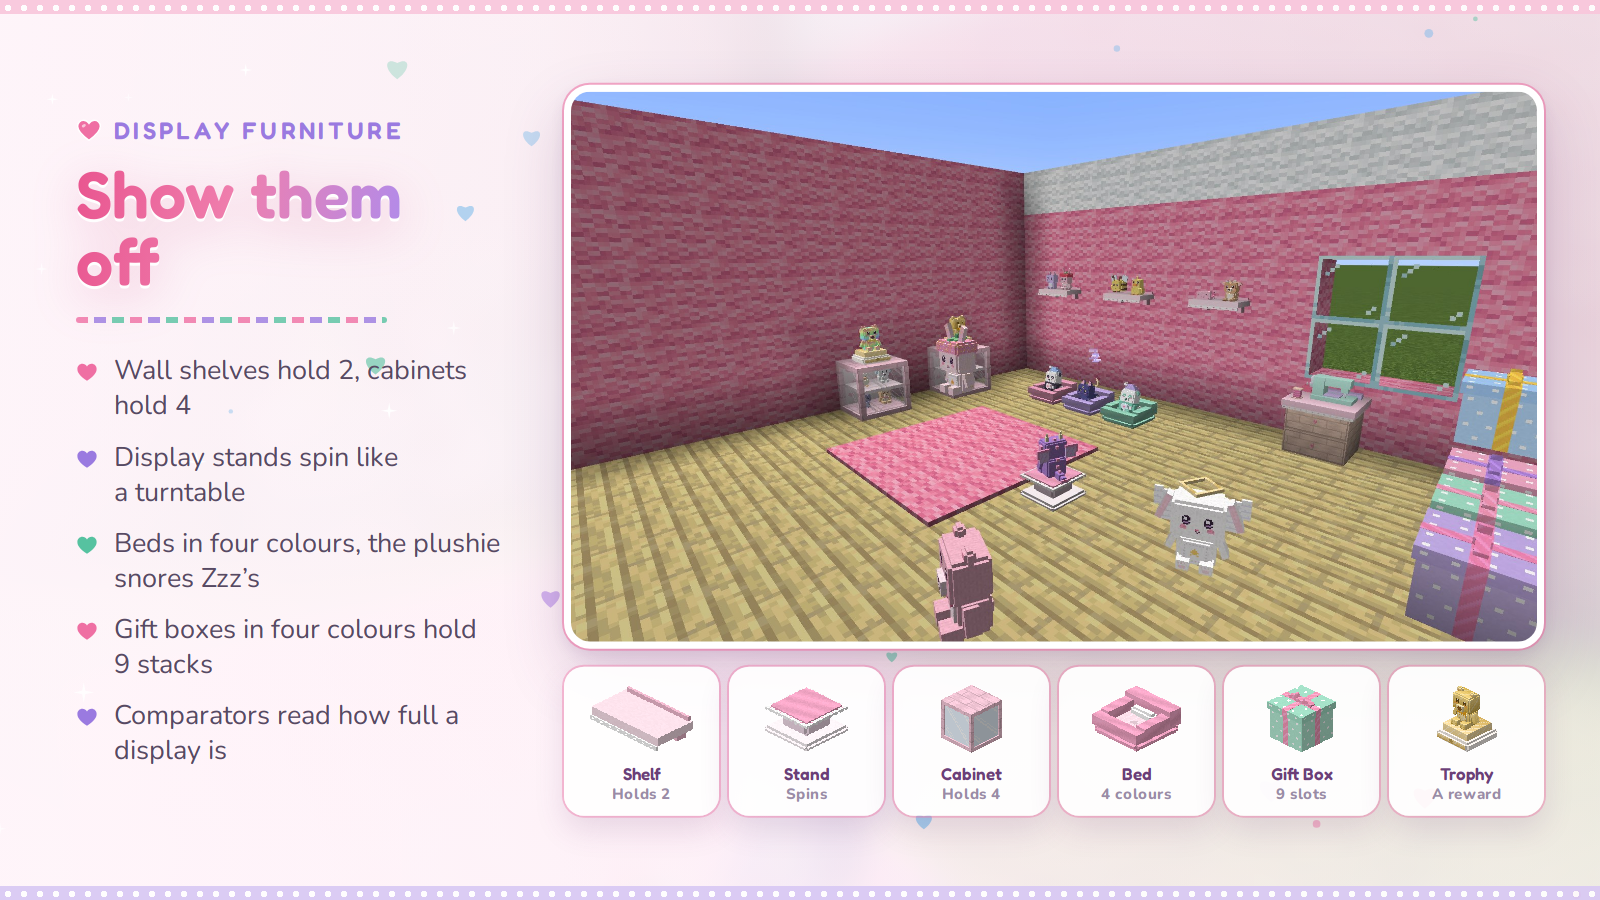 DISPLAY FURNITURE
Show them
off
Wall shelves hold 2, cabinets
hold 4
Display stands spin like
a turntable
Beds in four colours, the plushie
snores Zzz’s
Gift boxes in four colours hold
9 stacks
Comparators read how full a
display is
Shelf
Holds 2
Stand
Spins
Cabinet
Holds 4
Bed
4 colours
Gift Box
9 slots
Trophy
A reward